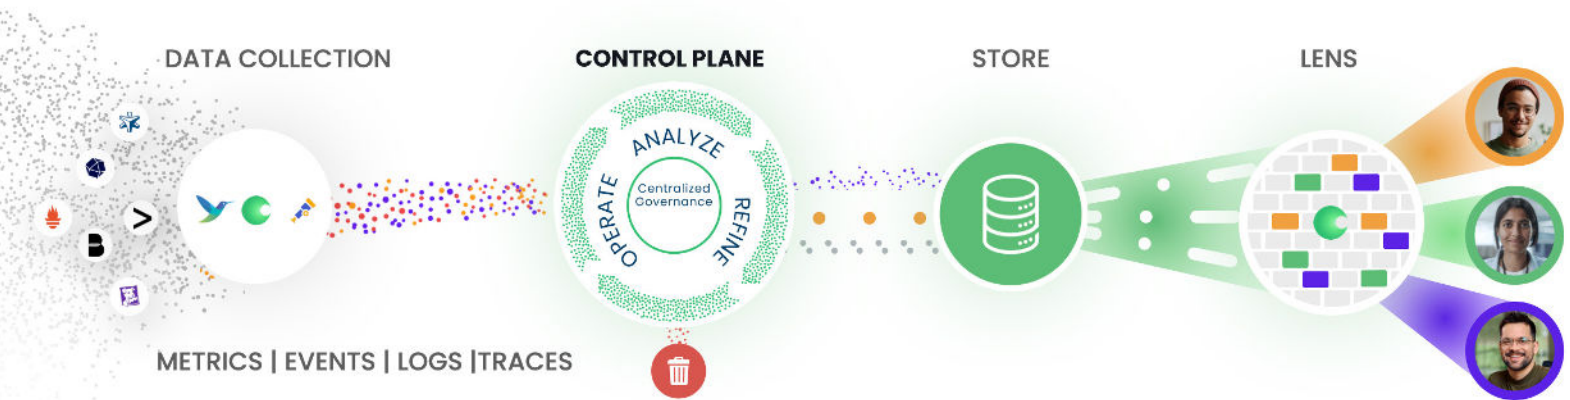 DATA COLLECTION
CONTROL PLANE
STORE
LENS
ANALYZE
REFINE
OPERATE
Centralized
Governance
METRICS | EVENTS | LOGS |TRACES